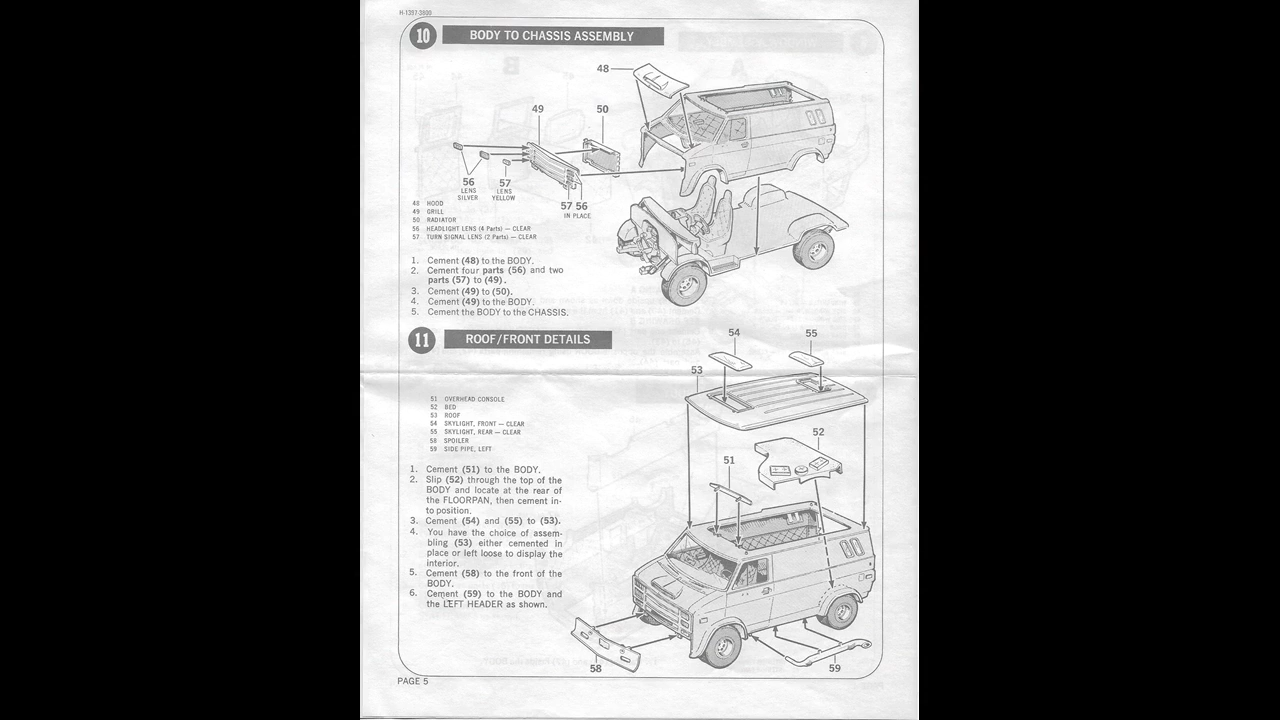 H-1397-3800
10 BODY TO CHASSIS ASSEMBLY
48
49
50
56
LENS
SILVER
57
LENS
YELLOW
57 56
IN PLACE
48 HOOD
49 GRILL
50 RADIATOR
56 HEADLIGHT LENS (4 Parts) — CLEAR
57 TURN SIGNAL LENS (2 Parts) — CLEAR
1. Cement (48) to the BODY.
2. Cement four parts (56) and two
parts (57) to (49).
3. Cement (49) to (50).
4. Cement (49) to the BODY.
5. Cement the BODY to the CHASSIS.
11 ROOF/FRONT DETAILS
54
55
53
52
51
51 OVERHEAD CONSOLE
52 BED
53 ROOF
54 SKYLIGHT, FRONT — CLEAR
55 SKYLIGHT, REAR — CLEAR
58 SPOILER
59 SIDE PIPE, LEFT
1. Cement (51) to the BODY.
2. Slip (52) through the top of the
BODY and locate at the rear of
the FLOORPAN, then cement in-
to position.
3. Cement (54) and (55) to (53).
4. You have the choice of assem-
bling (53) either cemented in
place or left loose to display the
interior.
5. Cement (58) to the front of the
BODY.
6. Cement (59) to the BODY and
the LEFT HEADER as shown.
58
59
PAGE 5